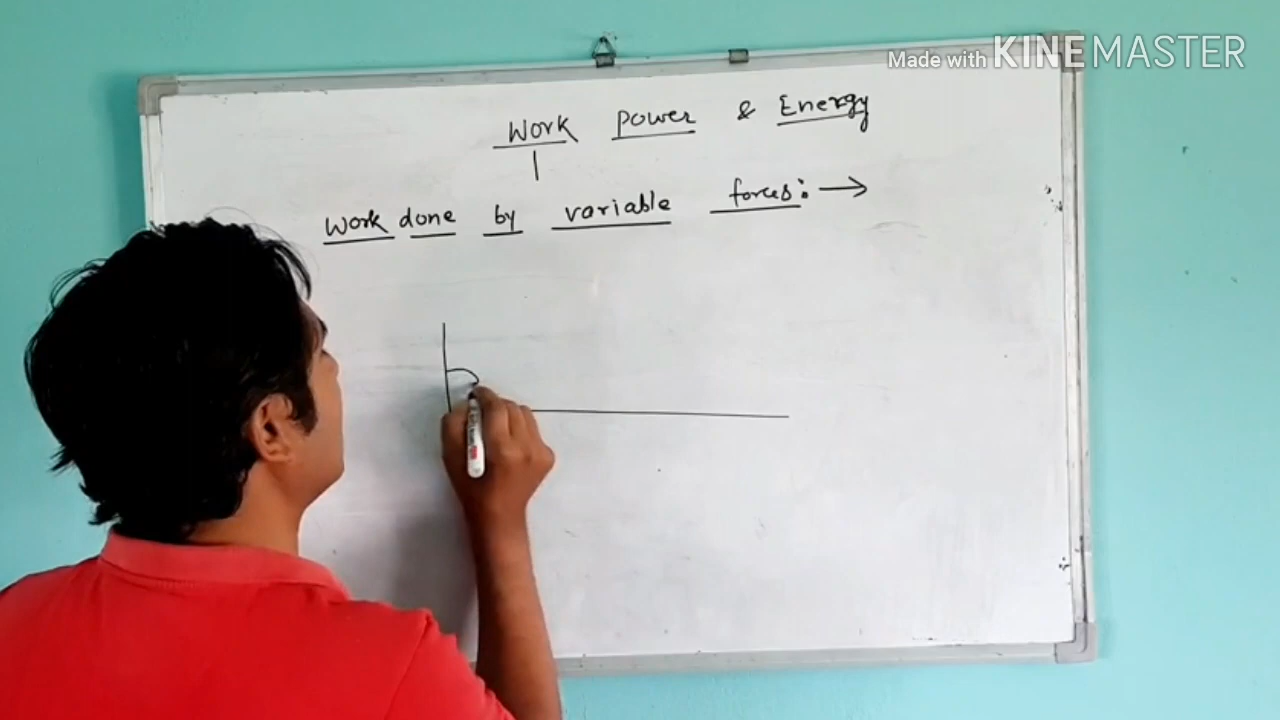 Made with KINEMASTER
Work Power & Energy
Work done by variable forces: →